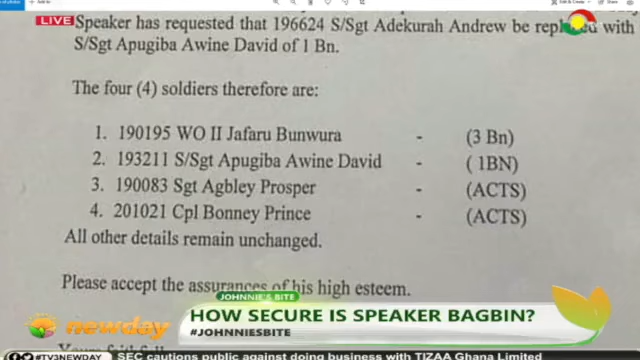 LIVE
Speaker has requested that 196624 S/Sgt Adekurah Andrew be replaced with
S/Sgt Apugiba Awine David of 1 Bn.
The four (4) soldiers therefore are:
1. 190195 WO II Jafaru Bunwura - (3 Bn)
2. 193211 S/Sgt Apugiba Awine David - ( 1BN)
3. 190083 Sgt Agbley Prosper - (ACTS)
4. 201021 Cpl Bonney Prince - (ACTS)
All other details remain unchanged.
Please accept the assurances of his high esteem.
JOHNNIE'S BITE
HOW SECURE IS SPEAKER BAGBIN?
#JOHNNIESBITE
newday
#TV3NEWDAY
SEC cautions public against doing business with TIZAA Ghana Limited